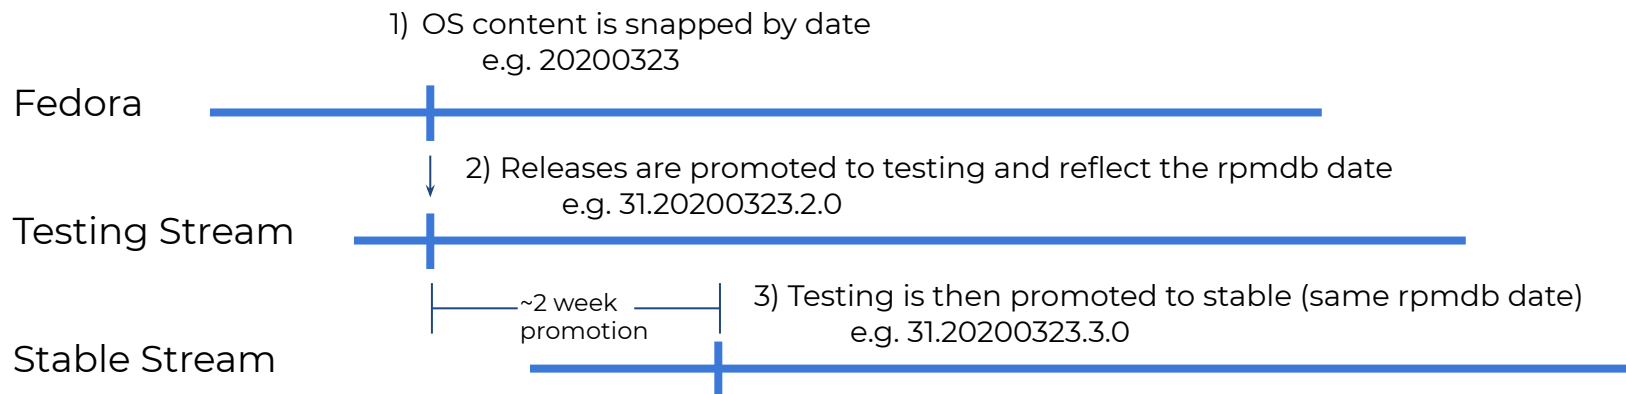 1) OS content is snapped by date
e.g. 20200323
Fedora
2) Releases are promoted to testing and reflect the rpmdb date
e.g. 31.20200323.2.0
Testing Stream
~2 week
promotion
3) Testing is then promoted to stable (same rpmdb date)
e.g. 31.20200323.3.0
Stable Stream